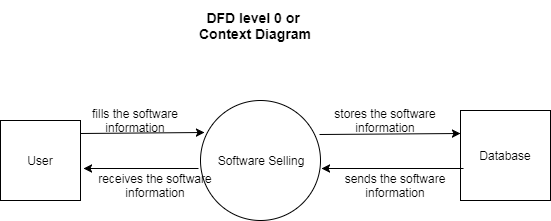 DFD level 0 or
Context Diagram
fills the software
information
stores the software
information
User
Software Selling
Database
receives the software
information
sends the software
information